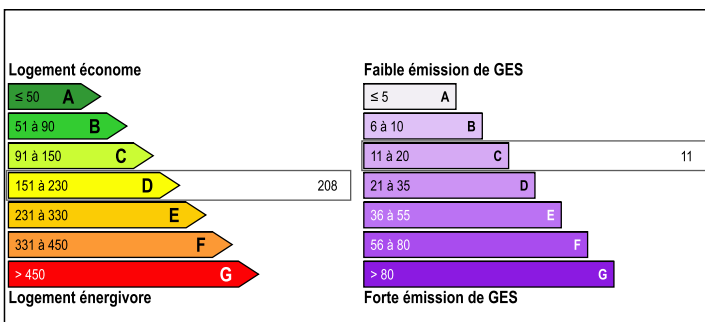 Logement économe
≤ 50 A
51 à 90 B
91 à 150 C
151 à 230 D 208
231 à 330 E
331 à 450 F
> 450 G
Logement énergivore
Faible émission de GES
≤ 5 A
6 à 10 B
11 à 20 C 11
21 à 35 D
36 à 55 E
56 à 80 F
> 80 G
Forte émission de GES